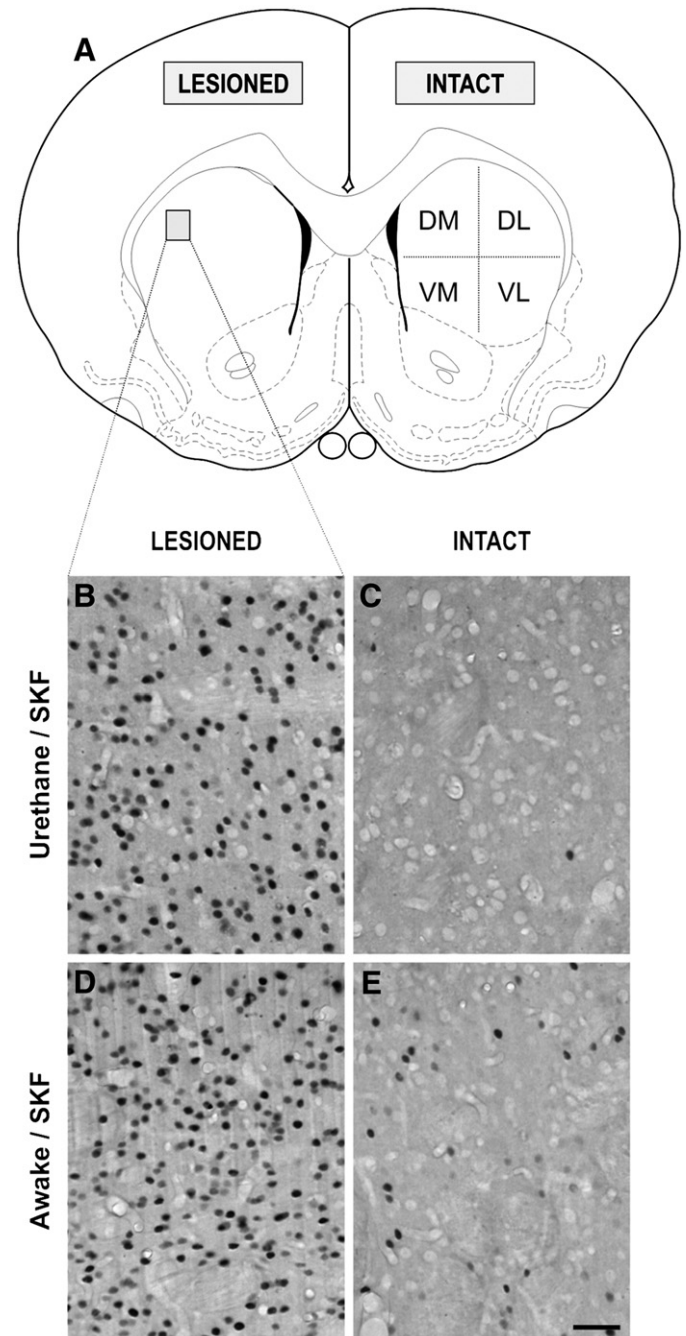 A
LESIONED INTACT
DM DL
VM VL
LESIONED INTACT
B C
Urethane / SKF
D E
Awake / SKF